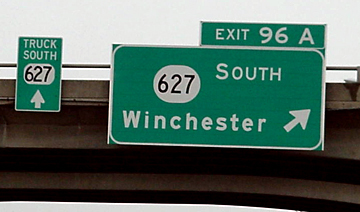 TRUCK
SOUTH
627
EXIT 96 A
627 SOUTH
Winchester